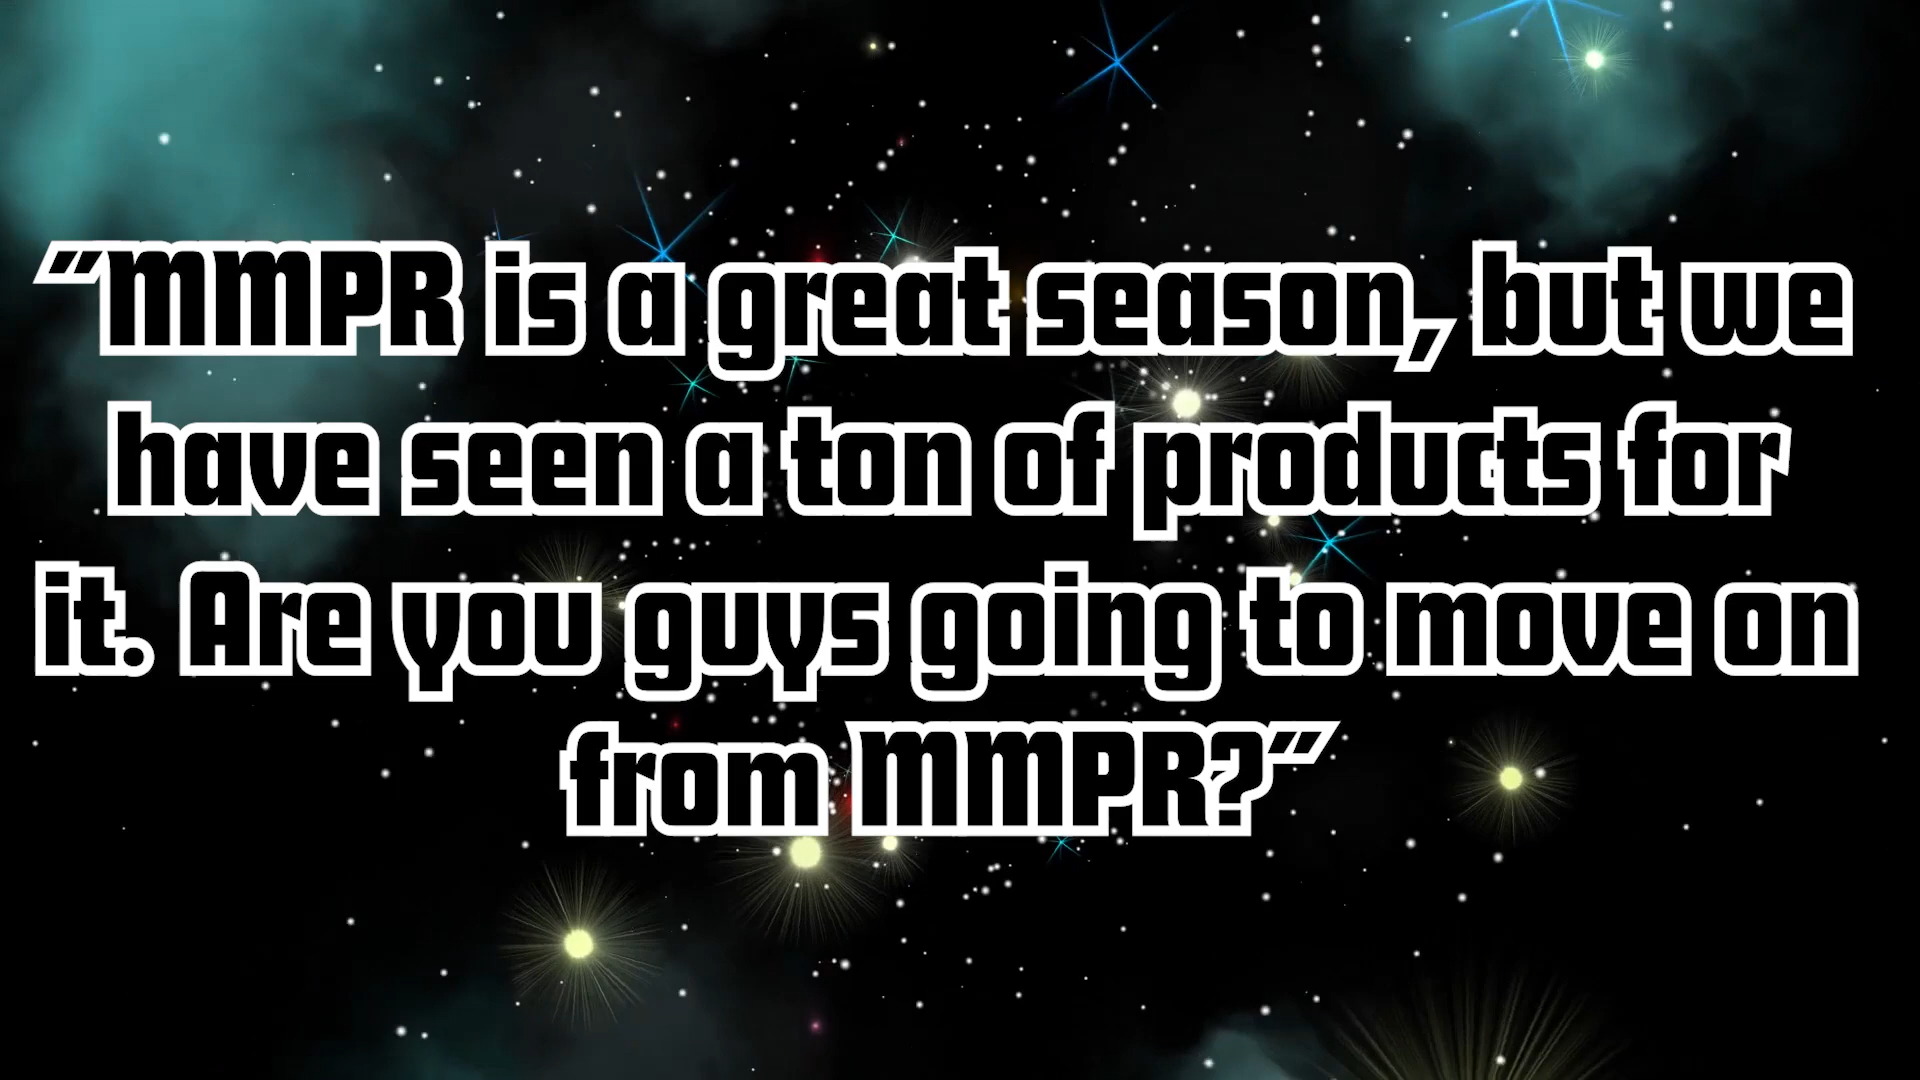 "MMPR is a great season, but we
have seen a ton of products for
it. Are you guys going to move on
from MMPR?"